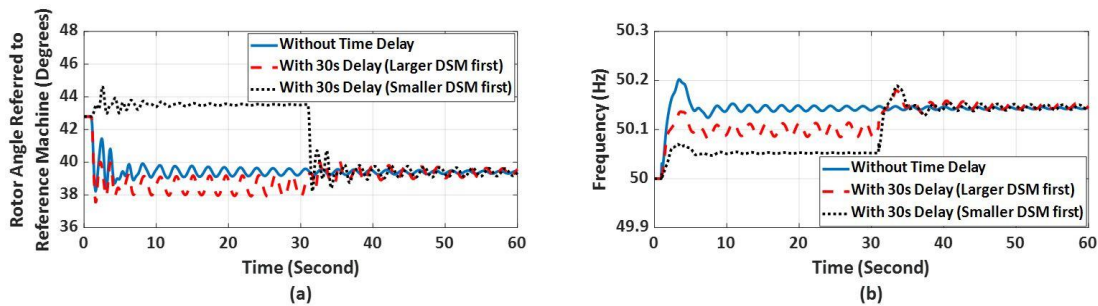 Rotor Angle Referred to
Reference Machine (Degrees)
48
46
44
42
40
38
36
Without Time Delay
With 30s Delay (Larger DSM first)
With 30s Delay (Smaller DSM first)
0 10 20 30 40 50 60
Time (Second)
(a)
Frequency (Hz)
50.3
50.2
50.1
50
49.9
Without Time Delay
With 30s Delay (Larger DSM first)
With 30s Delay (Smaller DSM first)
0 10 20 30 40 50 60
Time (Second)
(b)